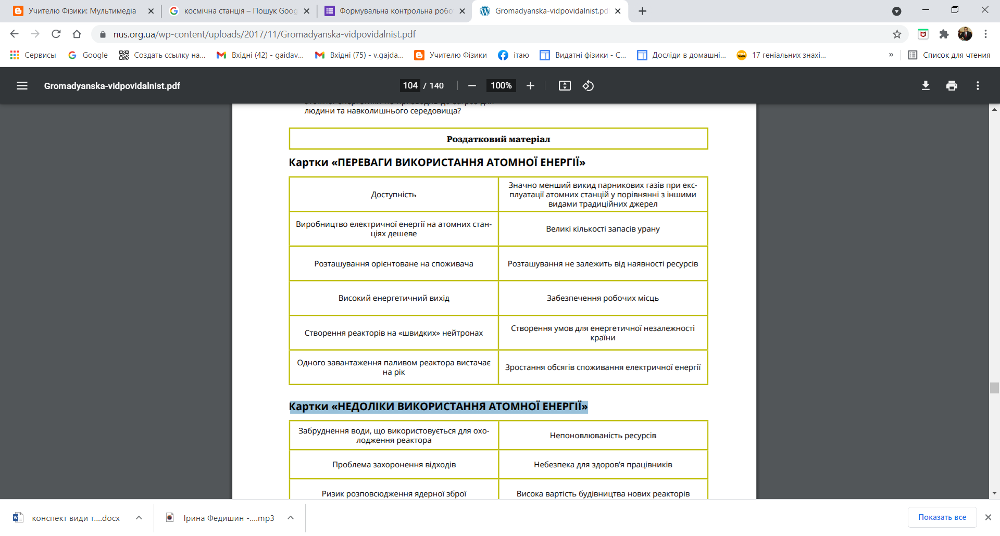 Учителю Фізики: Мультимедіа
космічна станція – Пошук Goog
Формувальна контрольна робо
Gromadyanska-vidpovidalnist.pd
nus.org.ua/wp-content/uploads/2017/11/Gromadyanska-vidpovidalnist.pdf
Сервисы
Google
Создать ссылку на...
Вхідні (42) - gaidav...
Вхідні (75) - v.gajda...
Учителю Фізики
ітаю
Видатні фізики - С...
Досліди в домашні...
17 геніальних знахі...
»
Список для чтения
Gromadyanska-vidpovidalnist.pdf
104 / 140
100%
людини та навколишнього середовища?
Роздатковий матеріал
Картки «ПЕРЕВАГИ ВИКОРИСТАННЯ АТОМНОЇ ЕНЕРГІЇ»
Доступність
Значно менший викид парникових газів при екс-
плуатації атомних станцій у порівнянні з іншими
видами традиційних джерел
Виробництво електричної енергії на атомних стан-
ціях дешеве
Великі кількості запасів урану
Розташування орієнтоване на споживача
Розташування не залежить від наявності ресурсів
Високий енергетичний вихід
Забезпечення робочих місць
Створення реакторів на «швидких» нейтронах
Створення умов для енергетичної незалежності
країни
Одного завантаження паливом реактора вистачає
на рік
Зростання обсягів споживання електричної енергії
Картки «НЕДОЛІКИ ВИКОРИСТАННЯ АТОМНОЇ ЕНЕРГІЇ»
Забруднення води, що використовується для охо-
лодження реактора
Непоновлюваність ресурсів
Проблема захоронення відходів
Небезпека для здоров’я працівників
Ризик розповсюдження ядерної зброї
Висока вартість будівництва нових реакторів
конспект види т....docx
Ірина Федишин -....mp3
Показать все